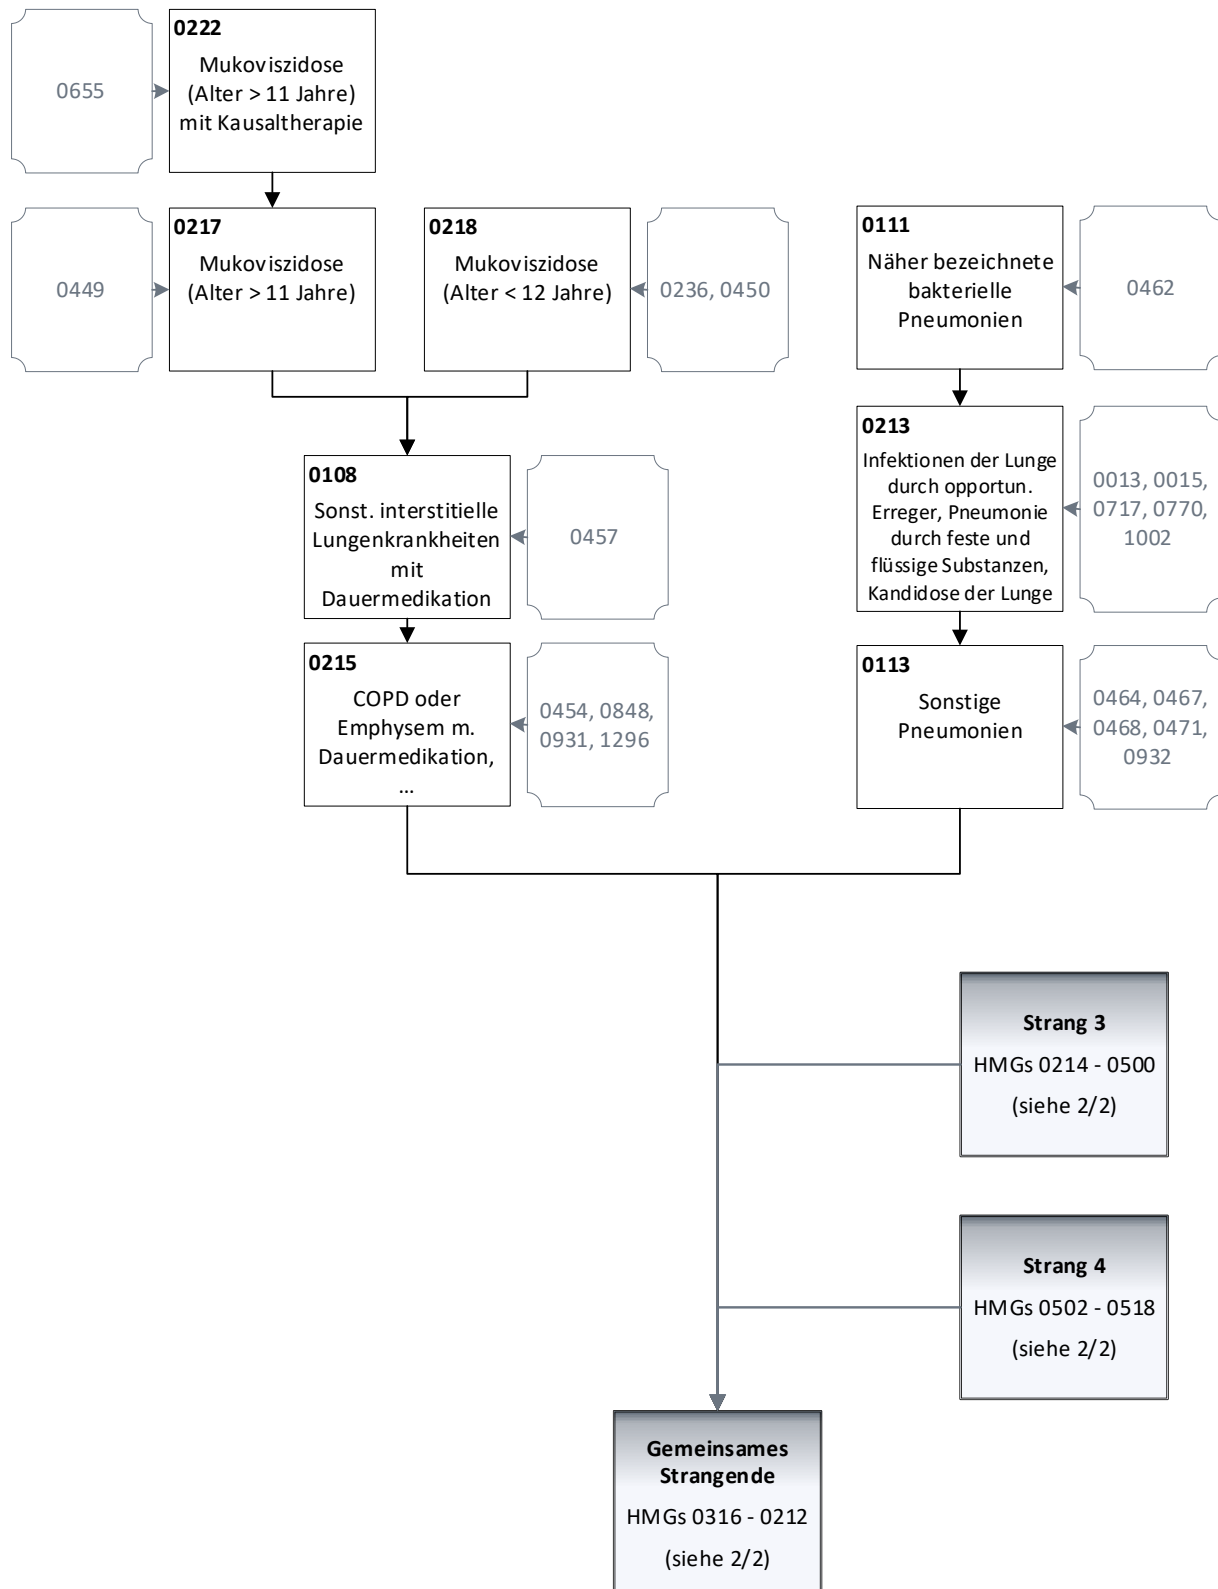 0655
0222
Mukoviszidose
(Alter > 11 Jahre)
mit Kausaltherapie
0449
0217
Mukoviszidose
(Alter > 11 Jahre)
0218
Mukoviszidose
(Alter < 12 Jahre)
0236, 0450
0111
Näher bezeichnete
bakterielle
Pneumonien
0462
0108
Sonst. interstitielle
Lungenkrankheiten
mit
Dauermedikation
0457
0213
Infektionen der Lunge
durch opportun.
Erreger, Pneumonie
durch feste und
flüssige Substanzen,
Kandidose der Lunge
0013, 0015,
0717, 0770,
1002
0215
COPD oder
Emphysem m.
Dauermedikation,
...
0454, 0848,
0931, 1296
0113
Sonstige
Pneumonien
0464, 0467,
0468, 0471,
0932
Strang 3
HMGs 0214 - 0500
(siehe 2/2)
Strang 4
HMGs 0502 - 0518
(siehe 2/2)
Gemeinsames
Strangende
HMGs 0316 - 0212
(siehe 2/2)